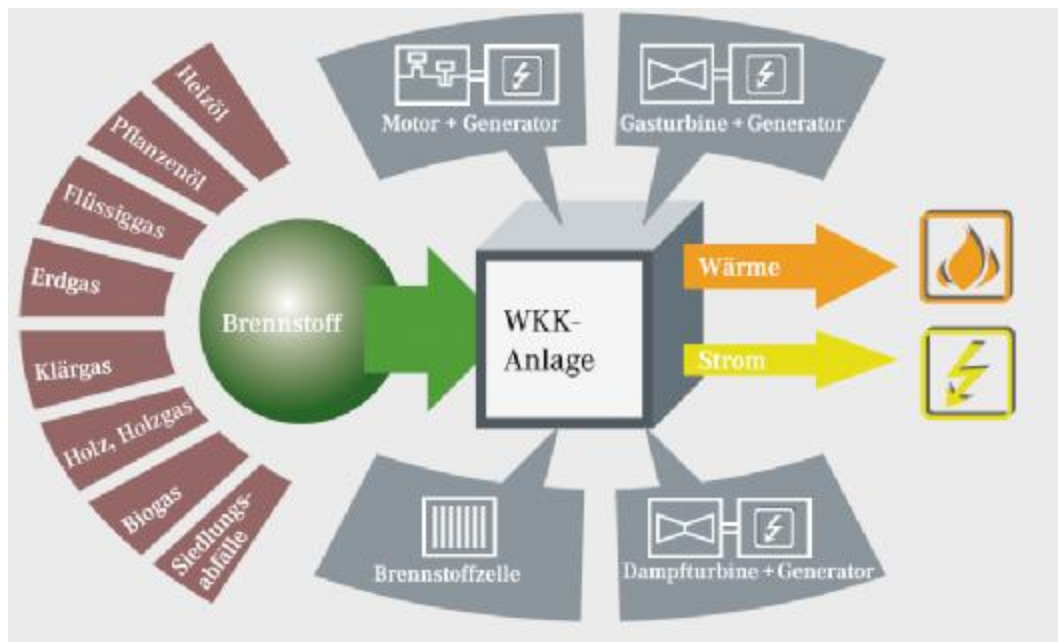 Heizöl
Pflanzenöl
Flüssiggas
Erdgas
Klärgas
Holz, Holzgas
Biogas
Siedlungs-
abfälle
Brennstoff
Motor + Generator
Gasturbine + Generator
WKK-
Anlage
Wärme
Strom
Brennstoffzelle
Dampfturbine + Generator